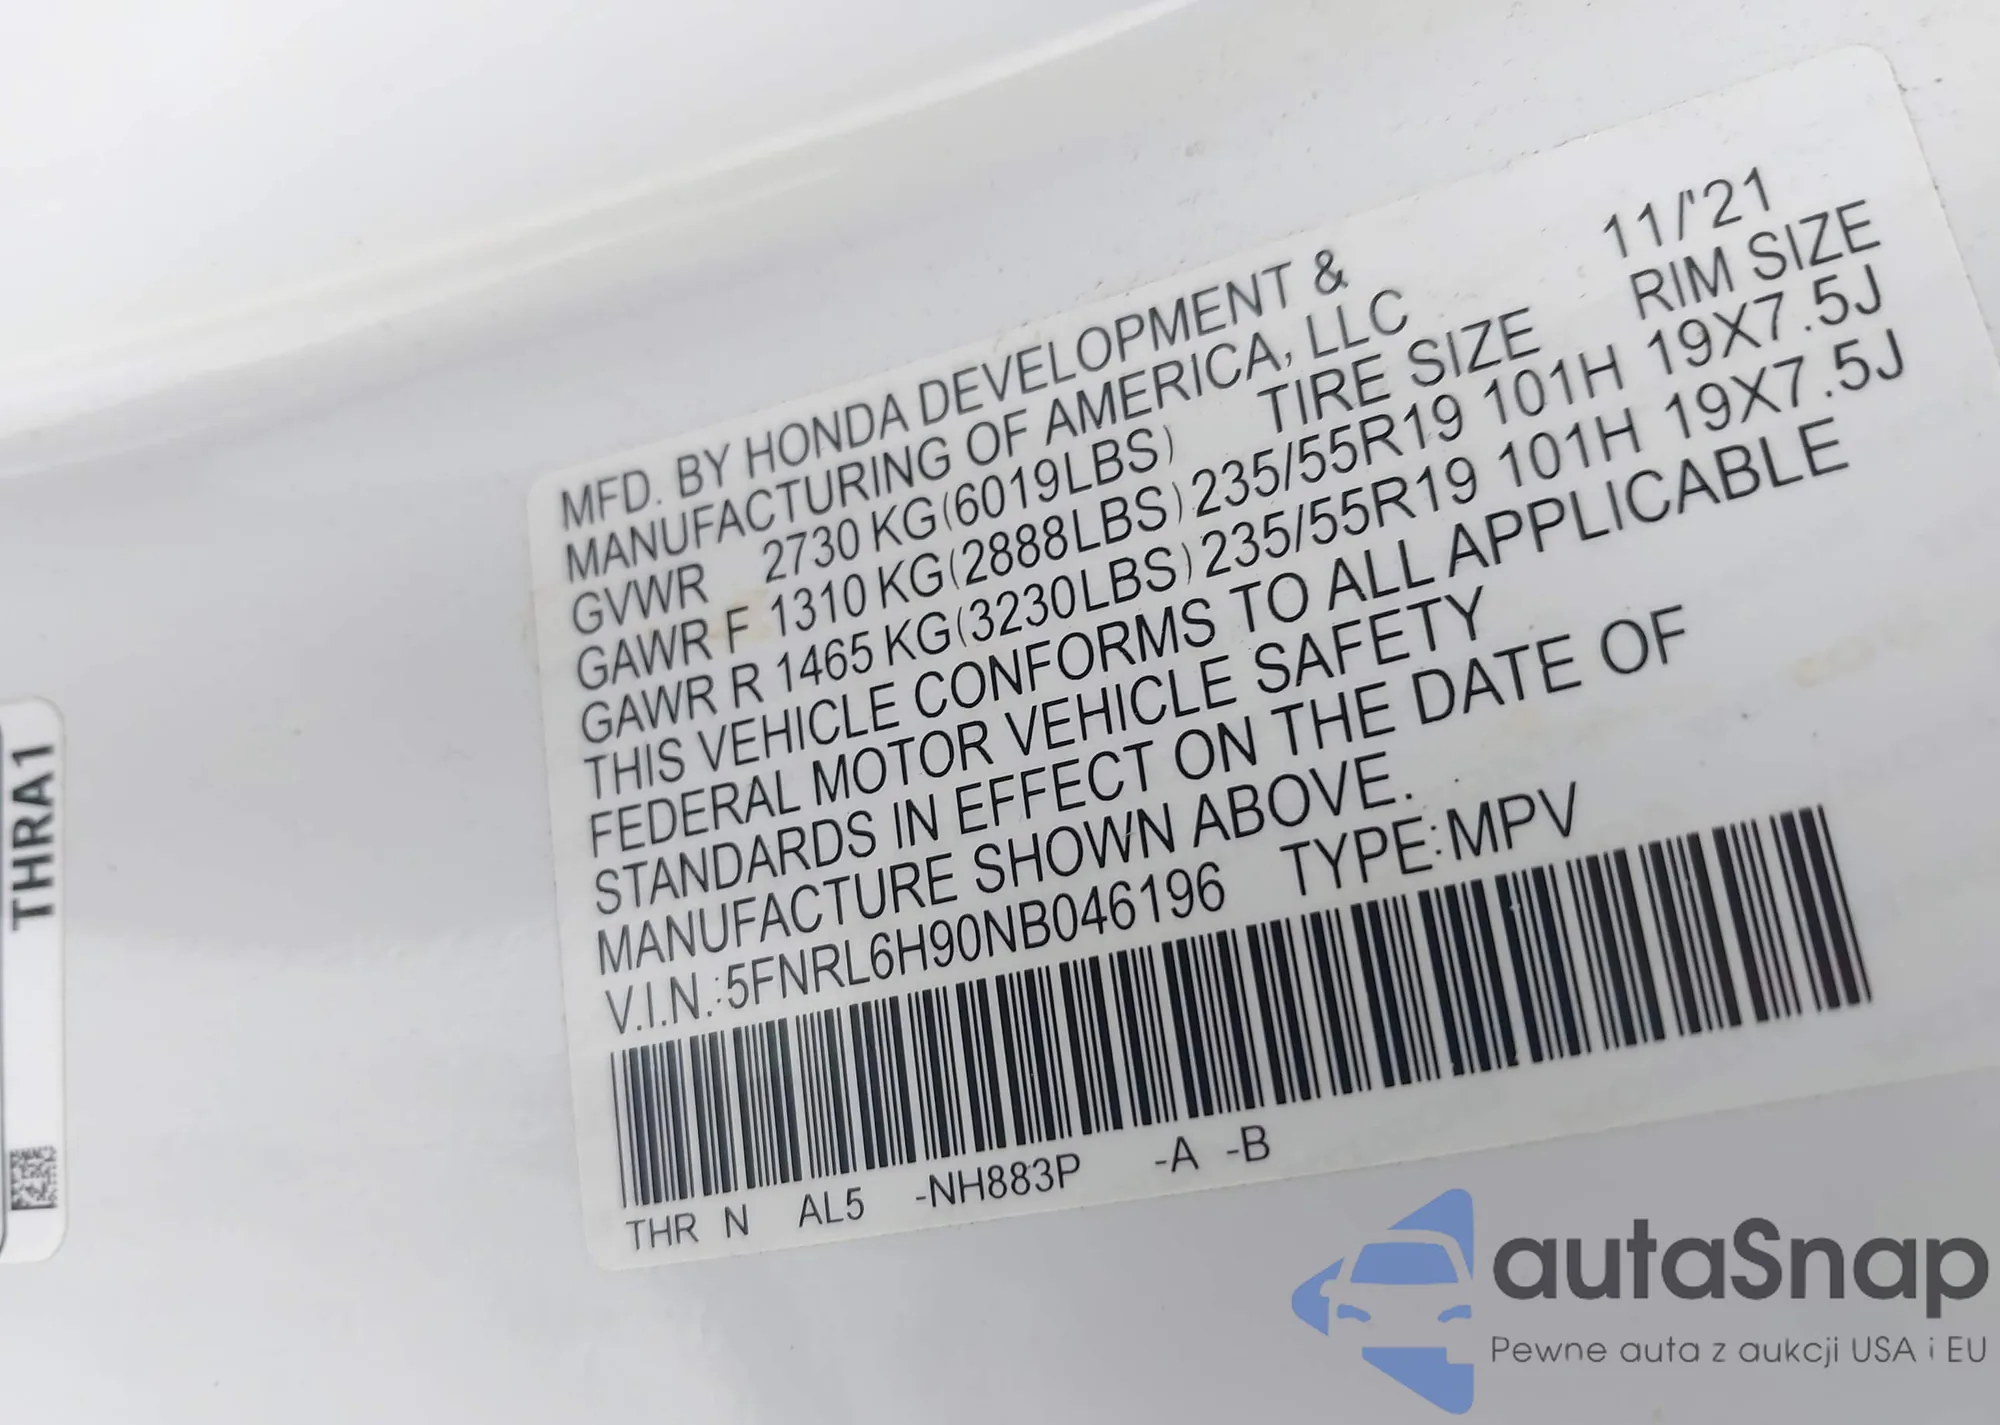 11/'21
MFD. BY HONDA DEVELOPMENT &
MANUFACTURING OF AMERICA, LLC
RIM SIZE
TIRE SIZE
GVWR 2730 KG(6019LBS)
GAWR F 1310 KG(2888LBS) 235/55R19 101H 19X7.5J
GAWR R 1465 KG(3230LBS) 235/55R19 101H 19X7.5J
THIS VEHICLE CONFORMS TO ALL APPLICABLE
FEDERAL MOTOR VEHICLE SAFETY
STANDARDS IN EFFECT ON THE DATE OF
MANUFACTURE SHOWN ABOVE.
V.I.N.:5FNRL6H90NB046196 TYPE:MPV
THR N AL5 -NH883P -A -B
THRA1
autaSnap
Pewne auta z aukcji USA i EU